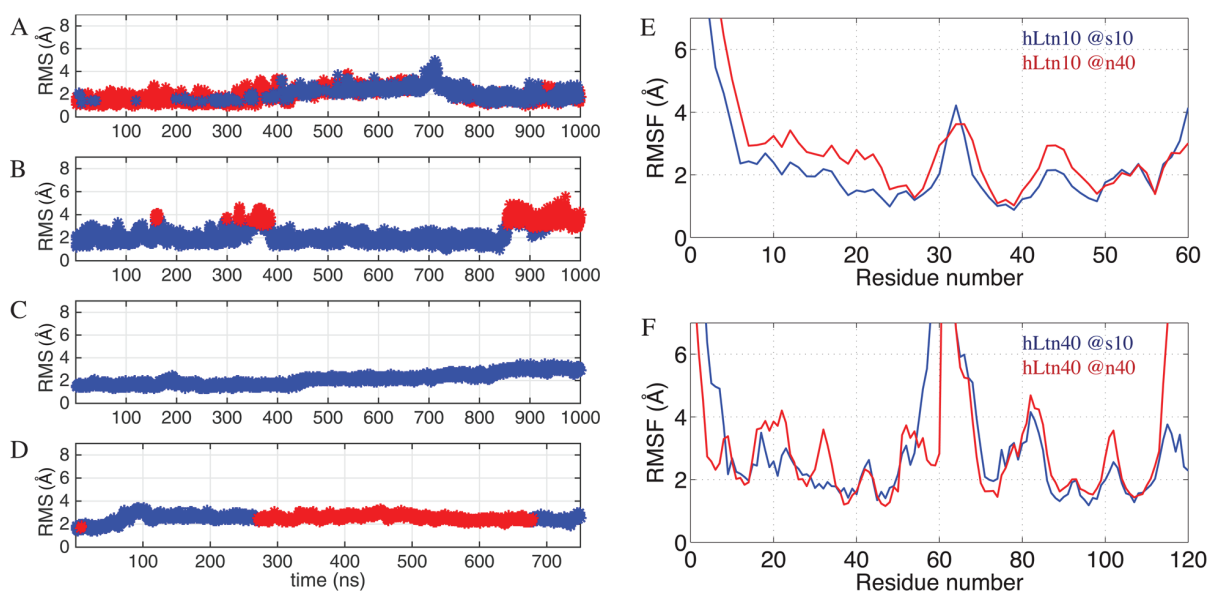 A
RMS (Å)
8
6
4
2
0
100 200 300 400 500 600 700 800 900 1000
B
RMS (Å)
8
6
4
2
0
100 200 300 400 500 600 700 800 900 1000
C
RMS (Å)
8
6
4
2
0
100 200 300 400 500 600 700 800 900 1000
D
RMS (Å)
8
6
4
2
0
100 200 300 400 500 600 700
time (ns)
E
hLtn10 @s10
hLtn10 @n40
RMSF (Å)
6
4
2
0
0 10 20 30 40 50 60
Residue number
F
hLtn40 @s10
hLtn40 @n40
RMSF (Å)
6
4
2
0
0 20 40 60 80 100 120
Residue number